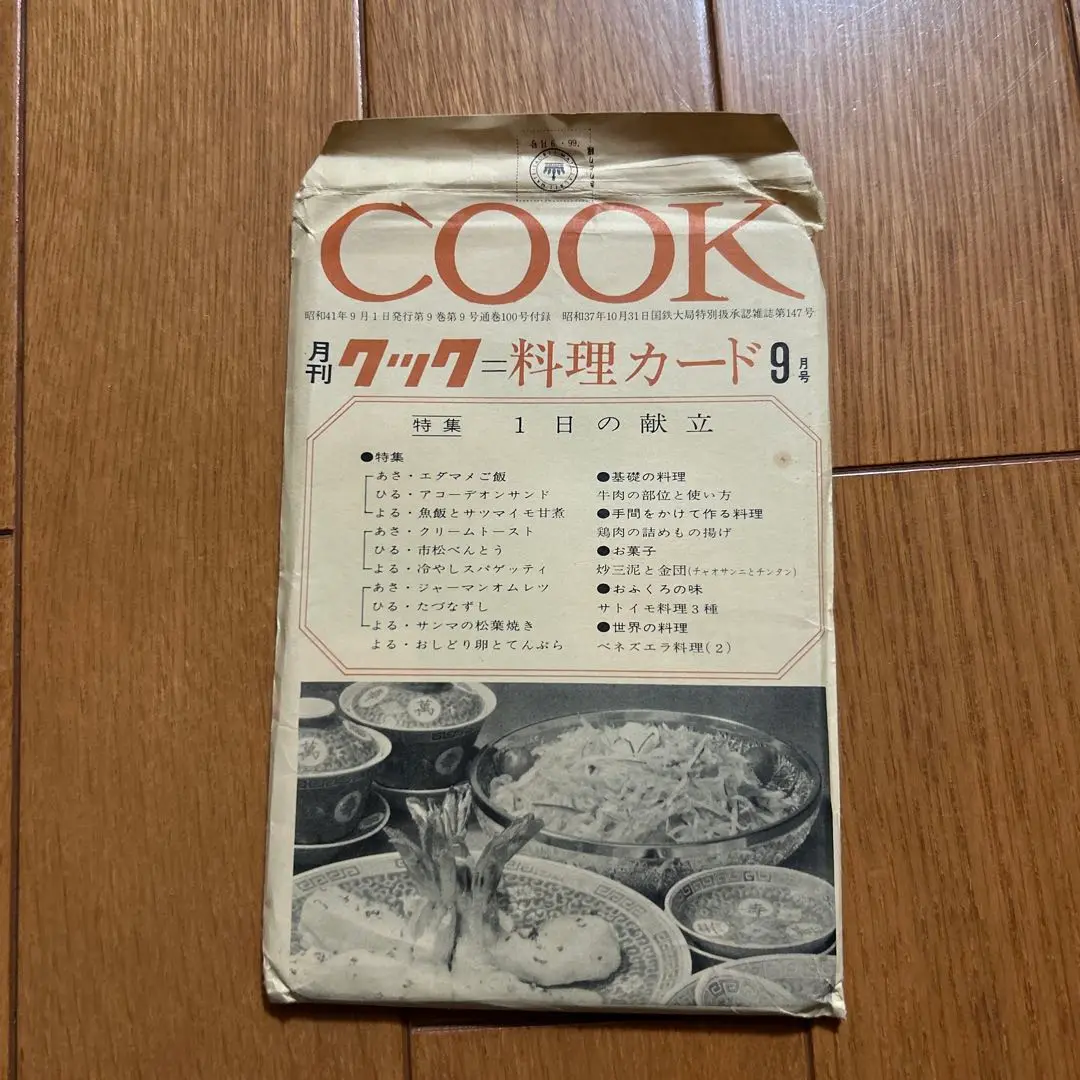 '66・9月号
COOK
昭和41年9月1日発行第9巻第9号通巻100号付録 昭和37年10月31日国鉄大局特別扱承認雑誌第147号
月刊クック=料理カード9月号
特集 1日の献立
●特集
あさ・エダマメご飯
ひる・アコーデオンサンド
よる・魚飯とサツマイモ甘煮
あさ・クリームトースト
ひる・市松べんとう
よる・冷やしスパゲッティ
あさ・ジャーマンオムレツ
ひる・たづなずし
よる・サンマの松葉焼き
よる・おしどり卵とてんぷら
●基礎の料理
牛肉の部位と使い方
●手間をかけて作る料理
鶏肉の詰めもの揚げ
●お菓子
炒三泥と金団(チャオサンニとチンタン)
●おふくろの味
サトイモ料理3種
●世界の料理
ベネズエラ料理(2)
萬
萬